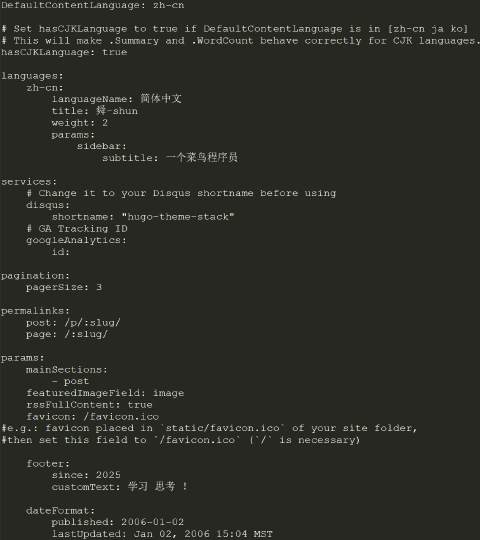 DefaultContentLanguage: zh-cn
# Set hasCJKLanguage to true if DefaultContentLanguage is in [zh-cn ja ko]
# This will make .Summary and .WordCount behave correctly for CJK languages.
hasCJKLanguage: true
languages:
zh-cn:
languageName: 简体中文
title: 舜-shun
weight: 2
params:
sidebar:
subtitle: 一个菜鸟程序员
services:
# Change it to your Disqus shortname before using
disqus:
shortname: "hugo-theme-stack"
# GA Tracking ID
googleAnalytics:
id:
pagination:
pagerSize: 3
permalinks:
post: /p/:slug/
page: /:slug/
params:
mainSections:
- post
featuredImageField: image
rssFullContent: true
favicon: /favicon.ico
#e.g.: favicon placed in `static/favicon.ico` of your site folder,
#then set this field to `/favicon.ico` (`/` is necessary)
footer:
since: 2025
customText: 学习 思考 !
dateFormat:
published: 2006-01-02
lastUpdated: Jan 02, 2006 15:04 MST